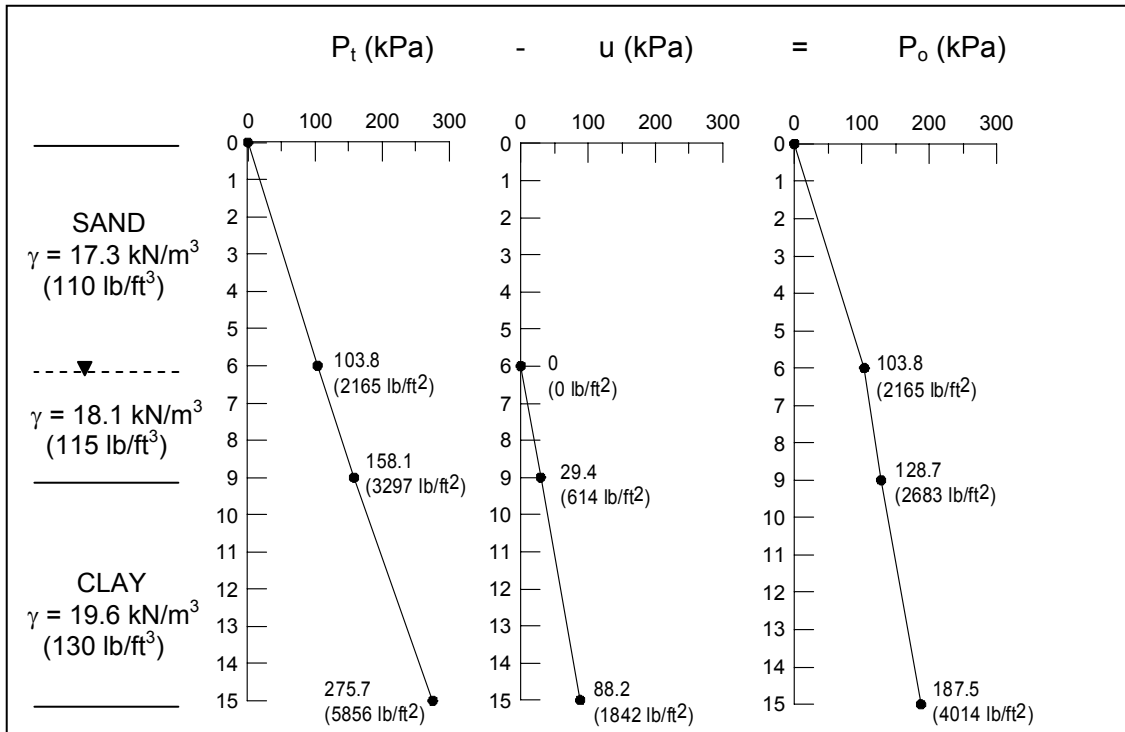 Pt (kPa) - u (kPa) = Po (kPa)
0 100 200 300
0 100 200 300
0 100 200 300
SAND
γ = 17.3 kN/m3
(110 lb/ft3)
γ = 18.1 kN/m3
(115 lb/ft3)
CLAY
γ = 19.6 kN/m3
(130 lb/ft3)
0
1
2
3
4
5
6
7
8
9
10
11
12
13
14
15
103.8
(2165 lb/ft2)
158.1
(3297 lb/ft2)
275.7
(5856 lb/ft2)
0
1
2
3
4
5
6
7
8
9
10
11
12
13
14
15
0
(0 lb/ft2)
29.4
(614 lb/ft2)
88.2
(1842 lb/ft2)
0
1
2
3
4
5
6
7
8
9
10
11
12
13
14
15
103.8
(2165 lb/ft2)
128.7
(2683 lb/ft2)
187.5
(4014 lb/ft2)